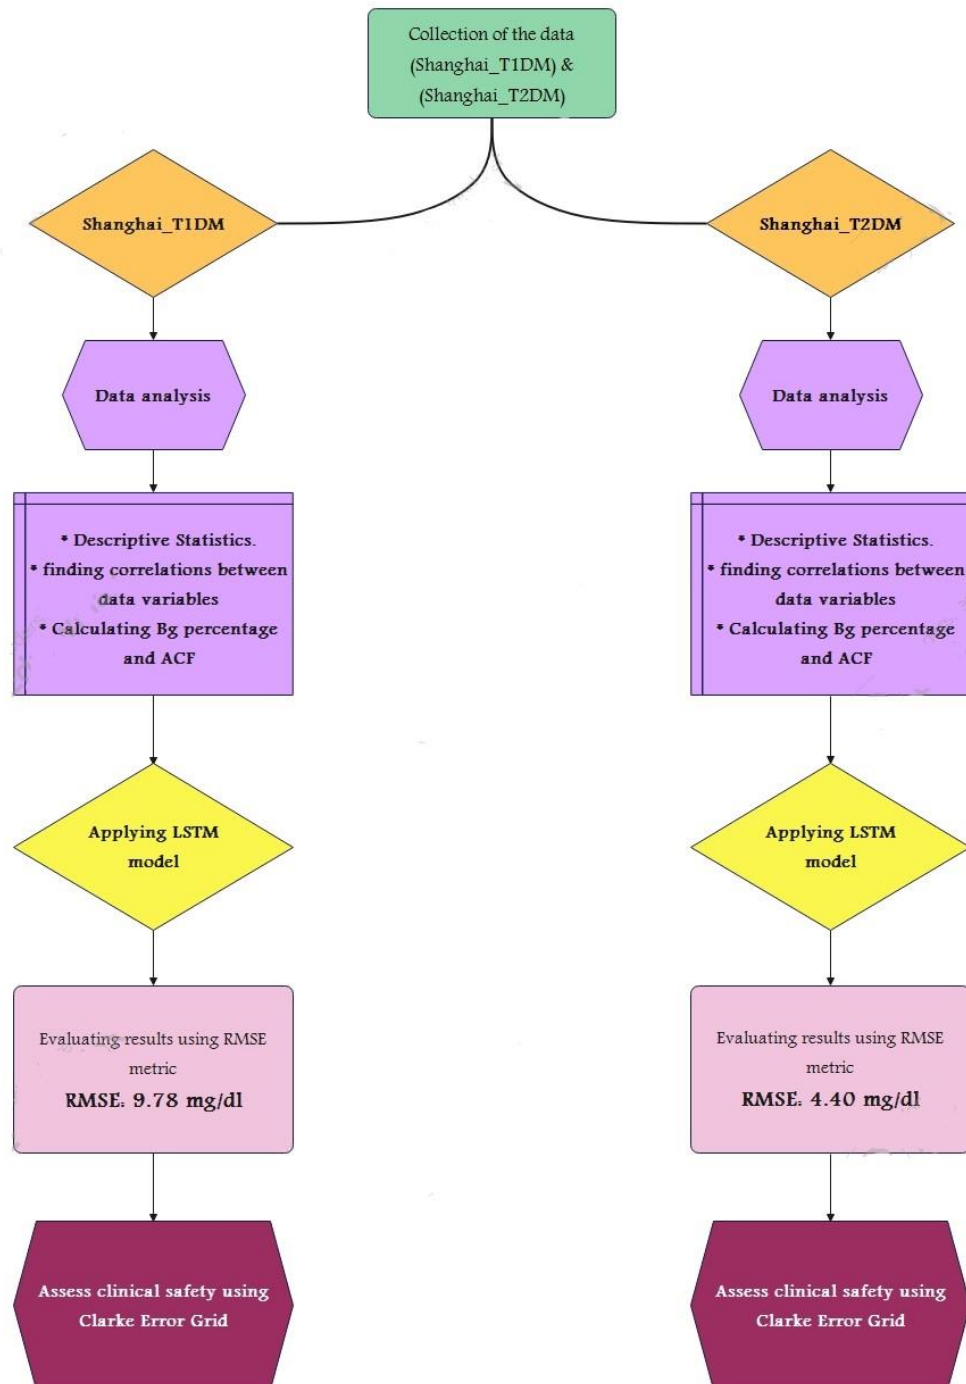 Collection of the data
(Shanghai_T1DM) &
(Shanghai_T2DM)
Shanghai_T1DM
Shanghai_T2DM
Data analysis
Data analysis
* Descriptive Statistics.
* finding correlations between
data variables
* Calculating Bg percentage
and ACF
* Descriptive Statistics.
* finding correlations between
data variables
* Calculating Bg percentage
and ACF
Applying LSTM
model
Applying LSTM
model
Evaluating results using RMSE
metric
RMSE: 9.78 mg/dl
Evaluating results using RMSE
metric
RMSE: 4.40 mg/dl
Assess clinical safety using
Clarke Error Grid
Assess clinical safety using
Clarke Error Grid